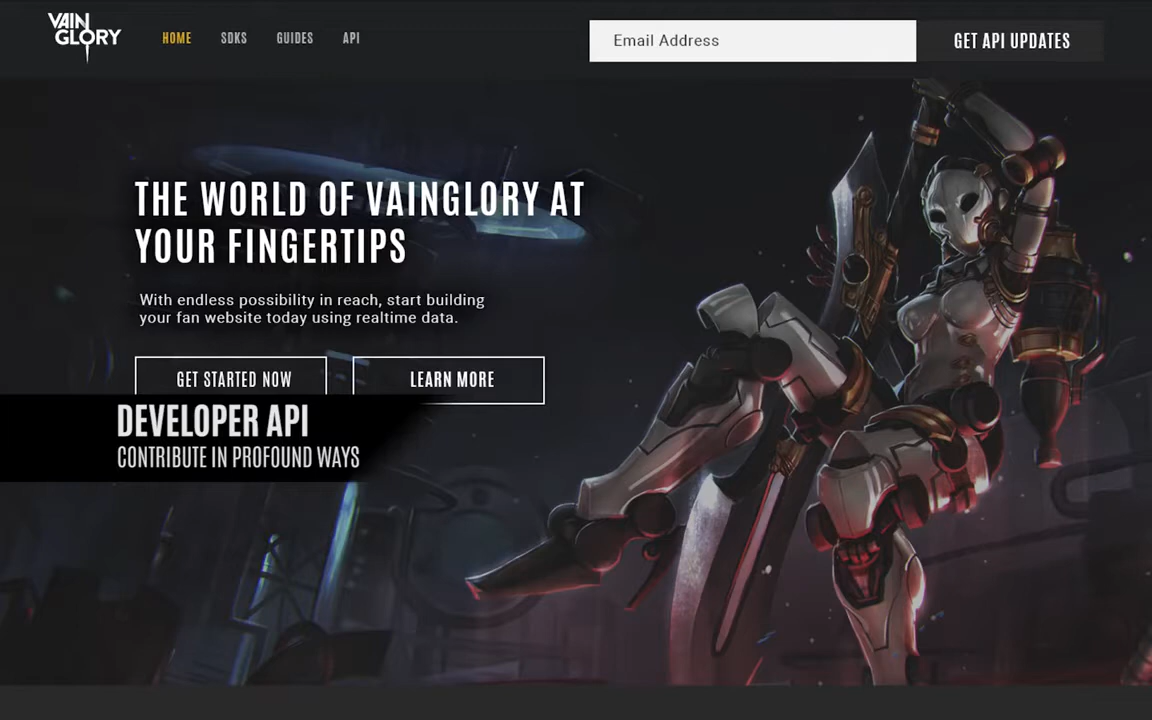 VAIN
GLORY
HOME SDKS GUIDES API
Email Address
GET API UPDATES
THE WORLD OF VAINGLORY AT
YOUR FINGERTIPS
With endless possibility in reach, start building
your fan website today using realtime data.
GET STARTED NOW
LEARN MORE
DEVELOPER API
CONTRIBUTE IN PROFOUND WAYS